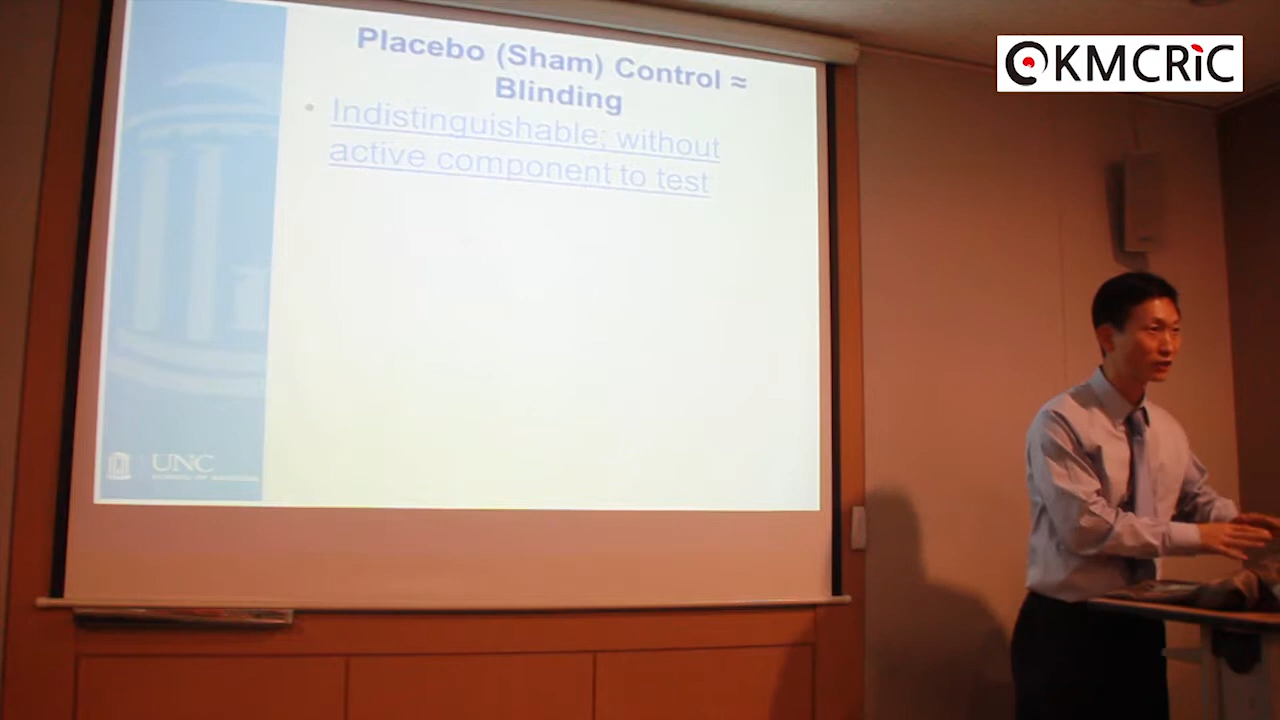 Placebo (Sham) Control ≈
Blinding
• Indistinguishable; without
active component to test
UNC
KMCRiC